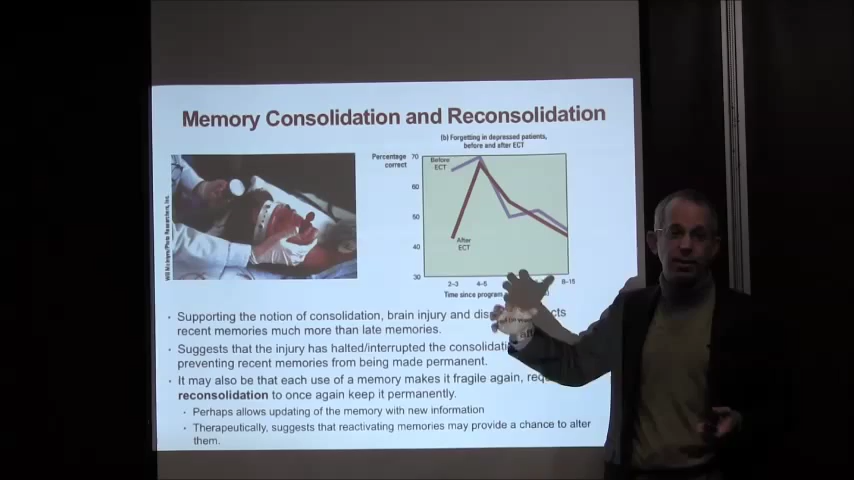 Memory Consolidation and Reconsolidation
(b) Forgetting in depressed patients,
before and after ECT
Percentage
correct
70
60
50
40
30
Before
ECT
After
ECT
2–3
4–5
8–15
Time since program
Will McIntyre/Photo Researchers, Inc.
· Supporting the notion of consolidation, brain injury and dis
recent memories much more than late memories.
· Suggests that the injury has halted/interrupted the
preventing recent memories from being made permanent.
· It may also be that each use of a memory makes it fragile again,
reconsolidation to once again keep it permanently.
· Perhaps allows updating of the memory with new information
· Therapeutically, suggests that reactivating memories may provide a chance to alter
them.